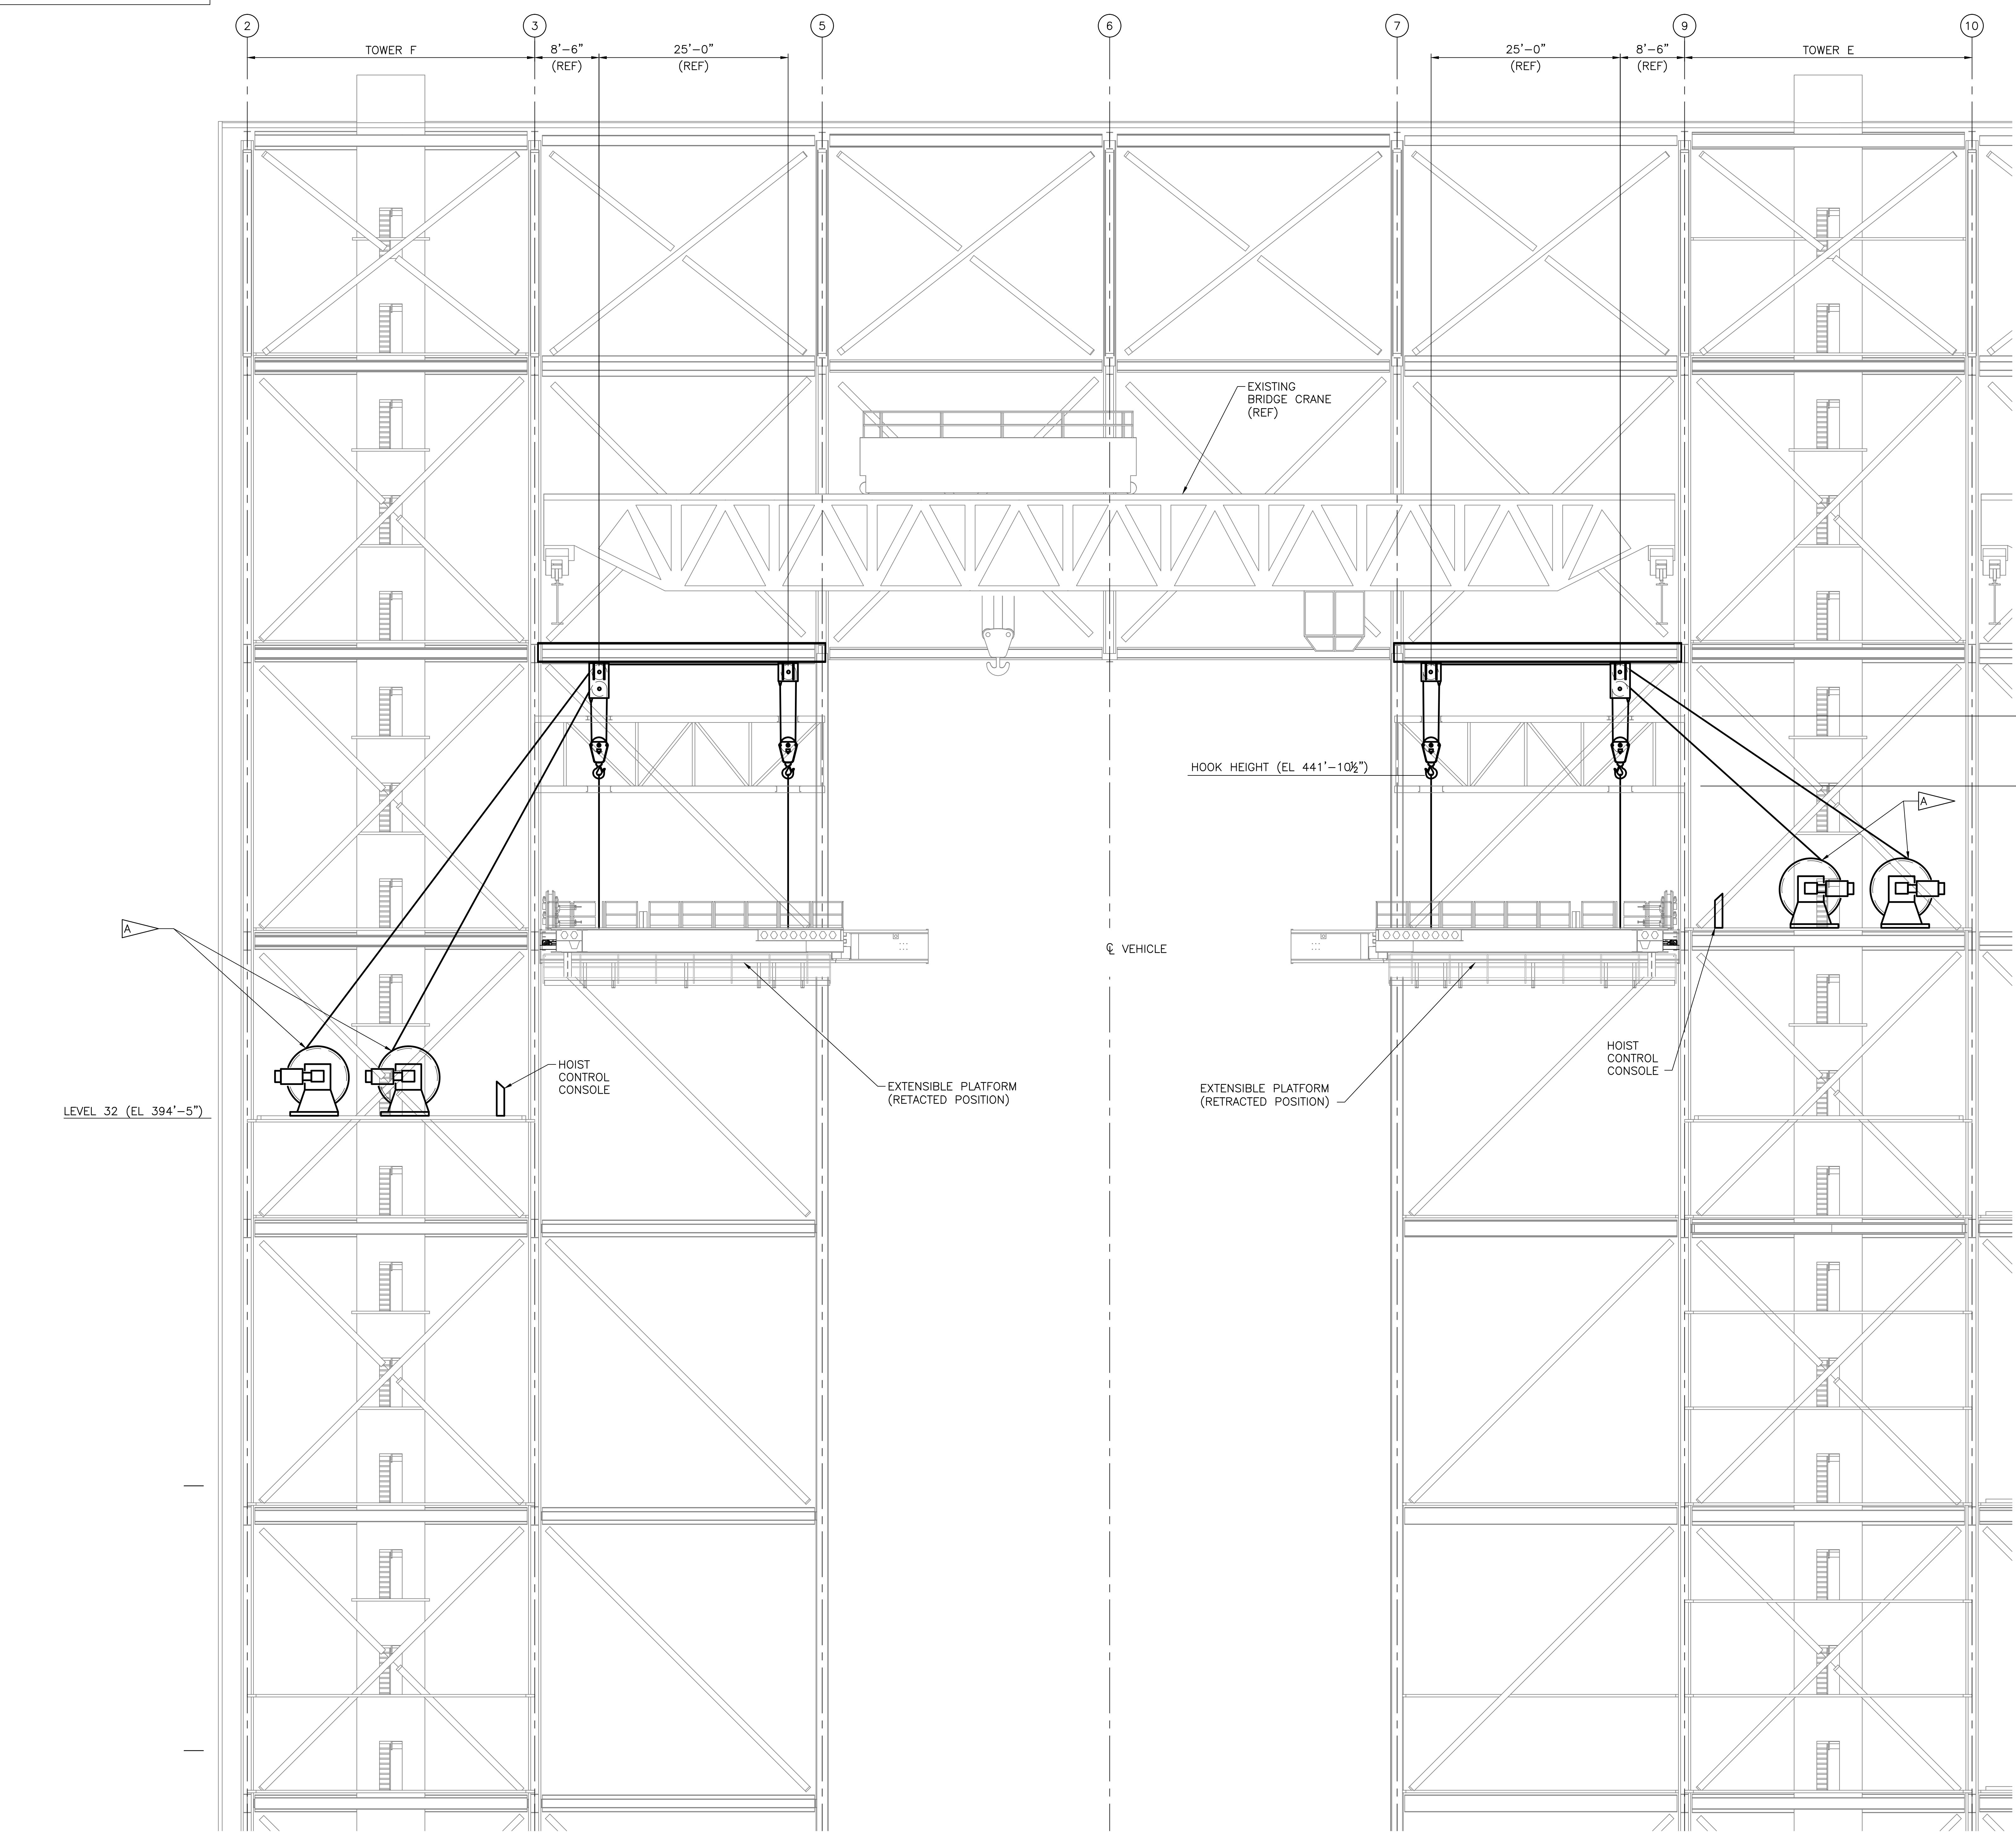 2
3
5
6
7
9
10
TOWER F
8'-6"
(REF)
25'-0"
(REF)
25'-0"
(REF)
8'-6"
(REF)
TOWER E
EXISTING
BRIDGE CRANE
(REF)
HOOK HEIGHT (EL 441'-10½")
A
A
℄ VEHICLE
HOIST
CONTROL
CONSOLE
HOIST
CONTROL
CONSOLE
EXTENSIBLE PLATFORM
(RETACTED POSITION)
EXTENSIBLE PLATFORM
(RETRACTED POSITION)
LEVEL 32 (EL 394'-5")